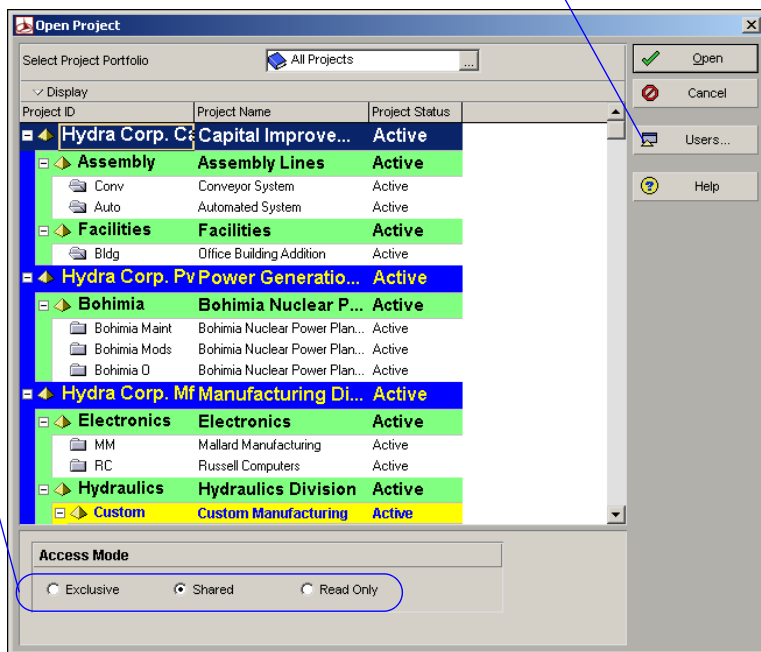 Open Project
Select Project Portfolio All Projects ... Open
Display Cancel
Project ID Project Name Project Status
Hydra Corp. Ca Capital Improve... Active Users...
Assembly Assembly Lines Active
Conv Conveyor System Active Help
Auto Automated System Active
Facilities Facilities Active
Bldg Office Building Addition Active
Hydra Corp. Pv Power Generatio... Active
Bohimia Bohimia Nuclear P... Active
Bohimia Maint Bohimia Nuclear Power Plan... Active
Bohimia Mods Bohimia Nuclear Power Plan... Active
Bohimia O Bohimia Nuclear Power Plan... Active
Hydra Corp. Mf Manufacturing Di... Active
Electronics Electronics Active
MM Mallard Manufacturing Active
RC Russell Computers Active
Hydraulics Hydraulics Division Active
Custom Custom Manufacturing Active
Access Mode
Exclusive Shared Read Only